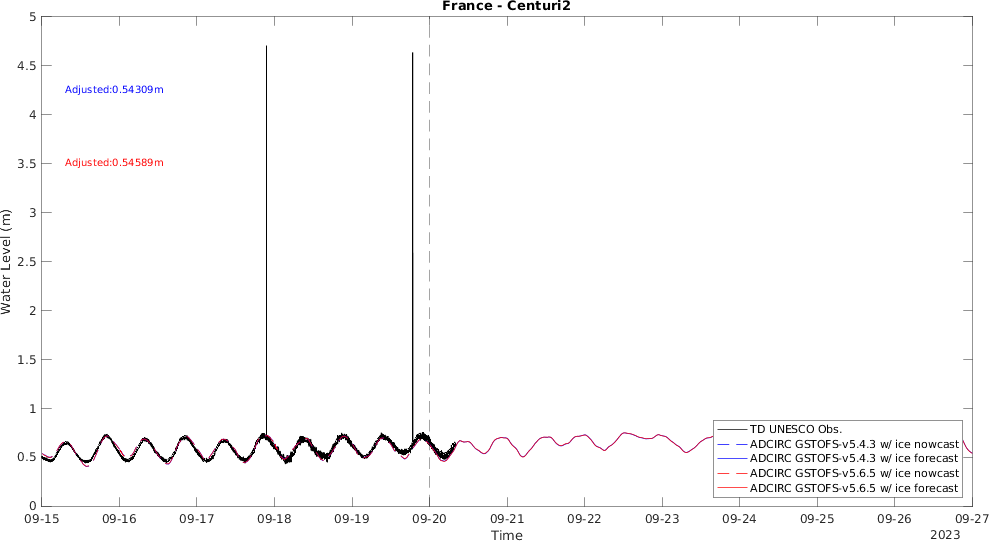 France - Centuri2
Water Level (m)
5
4.5
4
3.5
3
2.5
2
1.5
1
0.5
0
Adjusted:0.54309m
Adjusted:0.54589m
TD UNESCO Obs.
ADCIRC GSTOFS-v5.4.3 w/ ice nowcast
ADCIRC GSTOFS-v5.4.3 w/ ice forecast
ADCIRC GSTOFS-v5.6.5 w/ ice nowcast
ADCIRC GSTOFS-v5.6.5 w/ ice forecast
09-15 09-16 09-17 09-18 09-19 09-20 09-21 09-22 09-23 09-24 09-25 09-26 09-27
Time
2023